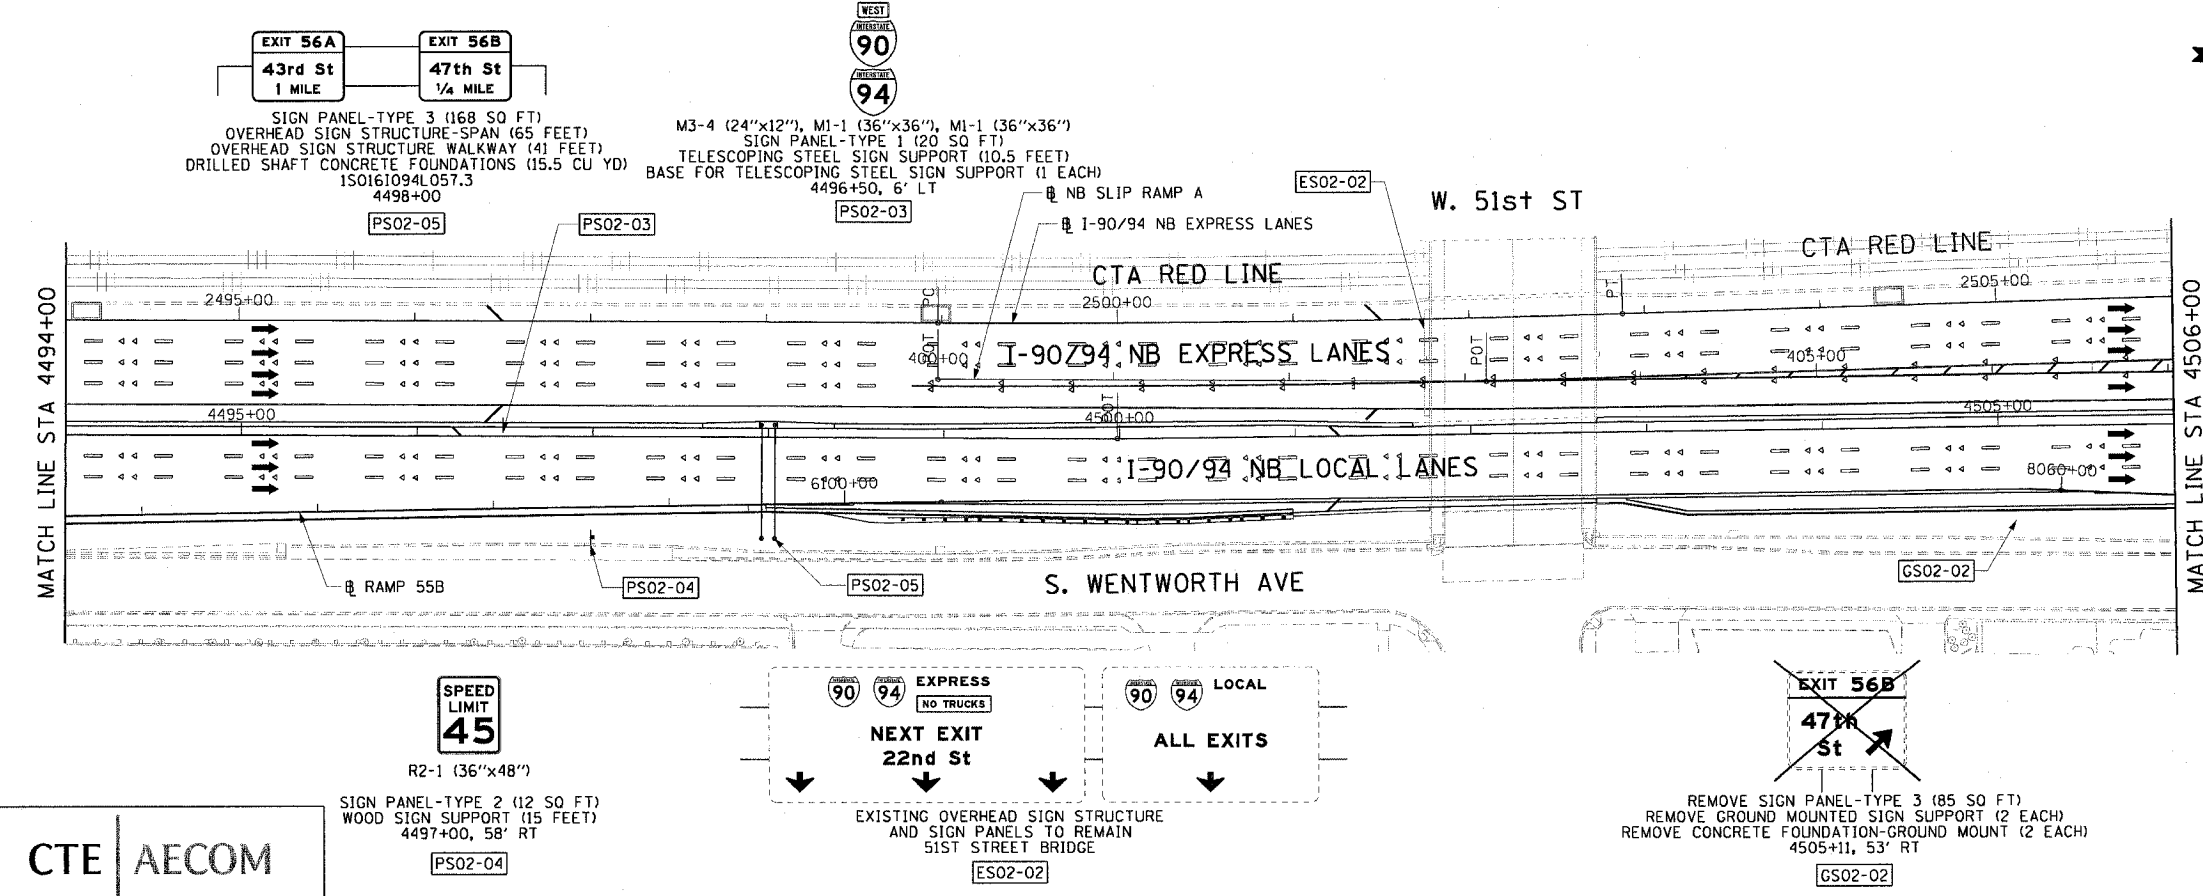 EXIT 56A
43rd St
1 MILE
EXIT 56B
47th St
1/4 MILE
SIGN PANEL-TYPE 3 (168 SQ FT)
OVERHEAD SIGN STRUCTURE-SPAN (65 FEET)
OVERHEAD SIGN STRUCTURE WALKWAY (41 FEET)
DRILLED SHAFT CONCRETE FOUNDATIONS (15.5 CU YD)
1S016I094L057.3
4498+00
PS02-05
WEST
INTERSTATE
90
INTERSTATE
94
M3-4 (24"x12"), M1-1 (36"x36"), M1-1 (36"x36")
SIGN PANEL-TYPE 1 (20 SQ FT)
TELESCOPING STEEL SIGN SUPPORT (10.5 FEET)
BASE FOR TELESCOPING STEEL SIGN SUPPORT (1 EACH)
4496+50, 6' LT
PS02-03
PS02-03
℄ NB SLIP RAMP A
℄ I-90/94 NB EXPRESS LANES
ES02-02
W. 51st ST
CTA RED LINE
CTA RED LINE
MATCH LINE STA 4494+00
MATCH LINE STA 4506+00
2495+00
PC
2500+00
PT
2505+00
POT
400+00
I-90/94 NB EXPRESS LANES
POT
405+00
4495+00
POT
4500+00
4505+00
I-90/94 NB LOCAL LANES
6100+00
8060+00
℄ RAMP 55B
PS02-04
PS02-05
S. WENTWORTH AVE
GS02-02
SPEED
LIMIT
45
R2-1 (36"x48")
SIGN PANEL-TYPE 2 (12 SQ FT)
WOOD SIGN SUPPORT (15 FEET)
4497+00, 58' RT
PS02-04
INTERSTATE
90
INTERSTATE
94
EXPRESS
NO TRUCKS
NEXT EXIT
22nd St
INTERSTATE
90
INTERSTATE
94
LOCAL
ALL EXITS
EXISTING OVERHEAD SIGN STRUCTURE
AND SIGN PANELS TO REMAIN
51ST STREET BRIDGE
ES02-02
EXIT 56B
47th
St
REMOVE SIGN PANEL-TYPE 3 (85 SQ FT)
REMOVE GROUND MOUNTED SIGN SUPPORT (2 EACH)
REMOVE CONCRETE FOUNDATION-GROUND MOUNT (2 EACH)
4505+11, 53' RT
GS02-02
CTE | AECOM